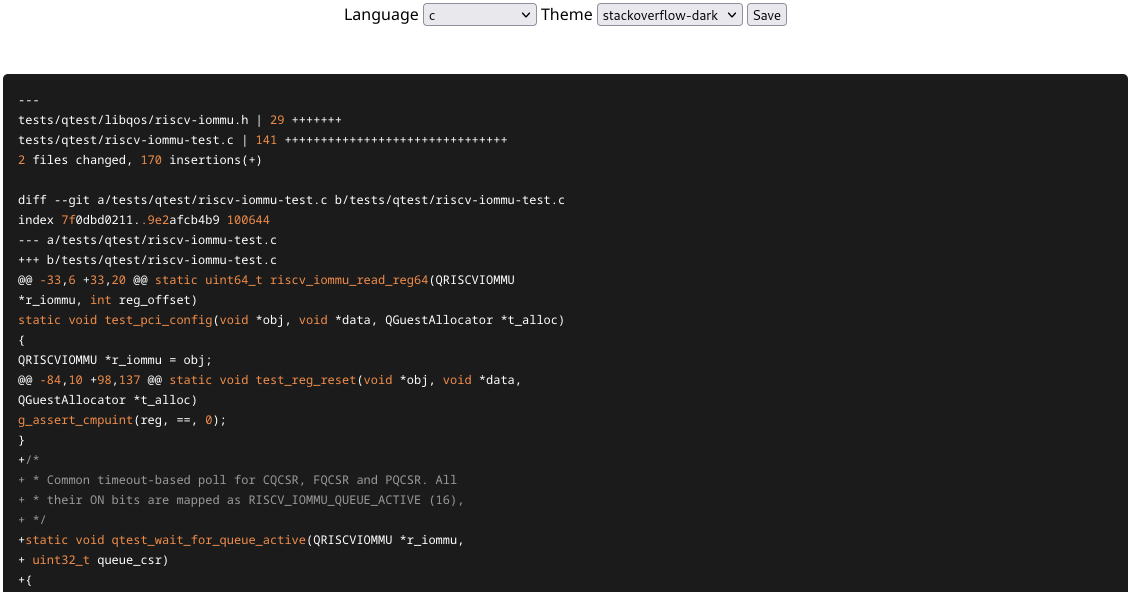 Language c Theme stackoverflow-dark Save
---
tests/qtest/libqos/riscv-iommu.h | 29 +++++++
tests/qtest/riscv-iommu-test.c | 141 +++++++++++++++++++++++++++++++
2 files changed, 170 insertions(+)
diff --git a/tests/qtest/riscv-iommu-test.c b/tests/qtest/riscv-iommu-test.c
index 7f0dbd0211..9e2afcb4b9 100644
--- a/tests/qtest/riscv-iommu-test.c
+++ b/tests/qtest/riscv-iommu-test.c
@@ -33,6 +33,20 @@ static uint64_t riscv_iommu_read_reg64(QRISCVIOMMU
*r_iommu, int reg_offset)
static void test_pci_config(void *obj, void *data, QGuestAllocator *t_alloc)
{
QRISCVIOMMU *r_iommu = obj;
@@ -84,10 +98,137 @@ static void test_reg_reset(void *obj, void *data,
QGuestAllocator *t_alloc)
g_assert_cmpuint(reg, ==, 0);
}
+/*
+ * Common timeout-based poll for CQCSR, FQCSR and PQCSR. All
+ * their ON bits are mapped as RISCV_IOMMU_QUEUE_ACTIVE (16),
+ */
+static void qtest_wait_for_queue_active(QRISCVIOMMU *r_iommu,
+ uint32_t queue_csr)
+{